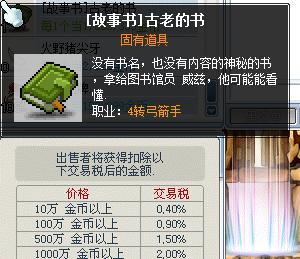 [故事书]古老的书
固有道具
没有书名，也没有内容的神秘的书
，拿给图书馆员 威兹，他可能能看
懂.
职业：4转弓箭手
火野猪尖牙
出售者将获得扣除以
下交易税后的金额.
价格 交易税
10万 金币以上 0,40%
100万 金币以上 0,90%
500万 金币以上 1,50%
1000万 金币以上 2,00%